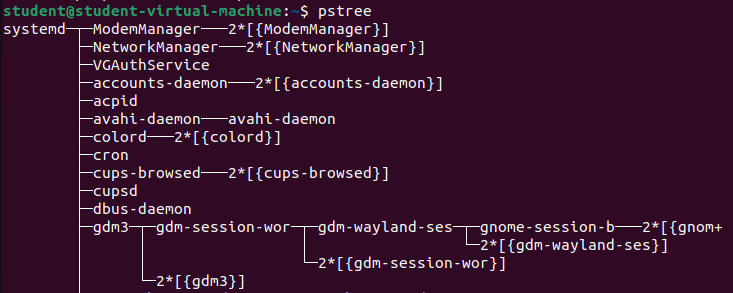 student@student-virtual-machine:~$ pstree
systemd─┬─ModemManager───2*[{ModemManager}]
        ├─NetworkManager───2*[{NetworkManager}]
        ├─VGAuthService
        ├─accounts-daemon───2*[{accounts-daemon}]
        ├─acpid
        ├─avahi-daemon───avahi-daemon
        ├─colord───2*[{colord}]
        ├─cron
        ├─cups-browsed───2*[{cups-browsed}]
        ├─cupsd
        ├─dbus-daemon
        ├─gdm3─┬─gdm-session-wor─┬─gdm-wayland-ses─┬─gnome-session-b───2*[{gnom+
        │      │                 │                 └─2*[{gdm-wayland-ses}]
        │      │                 └─2*[{gdm-session-wor}]
        │      └─2*[{gdm3}]